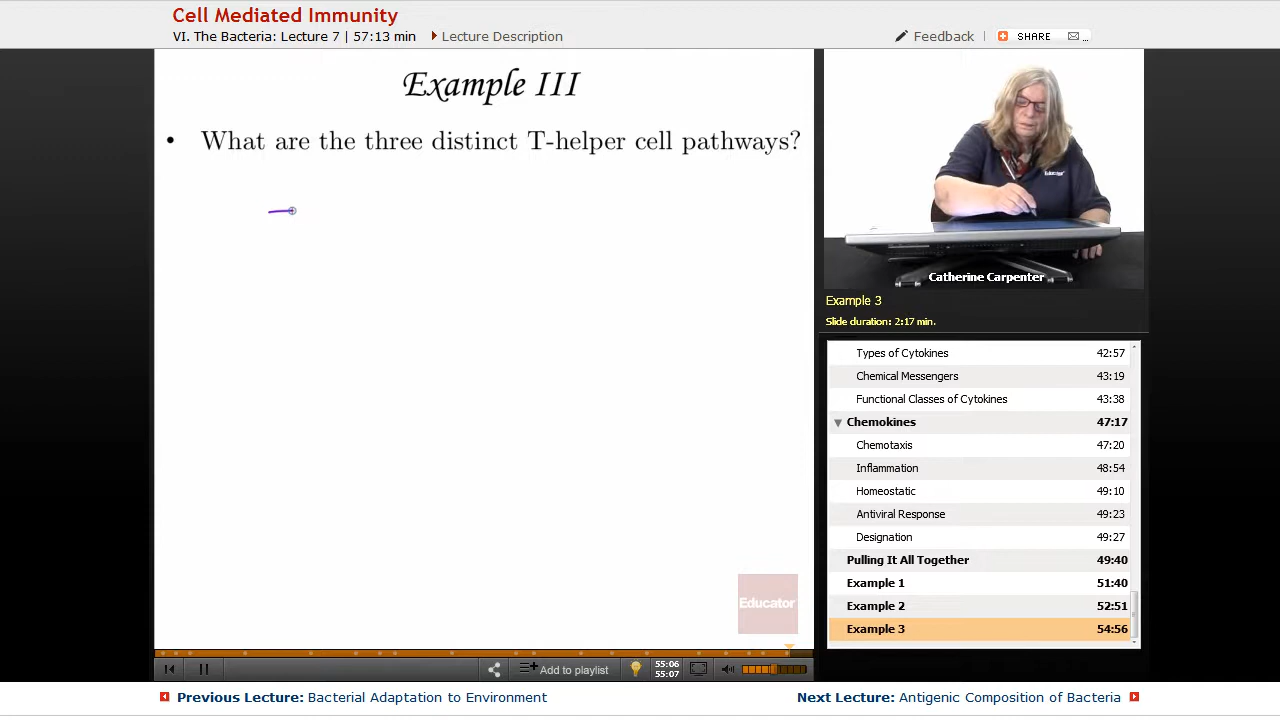 Cell Mediated Immunity
VI. The Bacteria: Lecture 7 | 57:13 min
Lecture Description
Feedback
SHARE
Example III
• What are the three distinct T-helper cell pathways?
Educator
Catherine Carpenter
Example 3
Slide duration: 2:17 min.
Types of Cytokines 42:57
Chemical Messengers 43:19
Functional Classes of Cytokines 43:38
Chemokines 47:17
Chemotaxis 47:20
Inflammation 48:54
Homeostatic 49:10
Antiviral Response 49:23
Designation 49:27
Pulling It All Together 49:40
Example 1 51:40
Example 2 52:51
Example 3 54:56
Educator
Add to playlist
55:06
55:07
Previous Lecture: Bacterial Adaptation to Environment
Next Lecture: Antigenic Composition of Bacteria